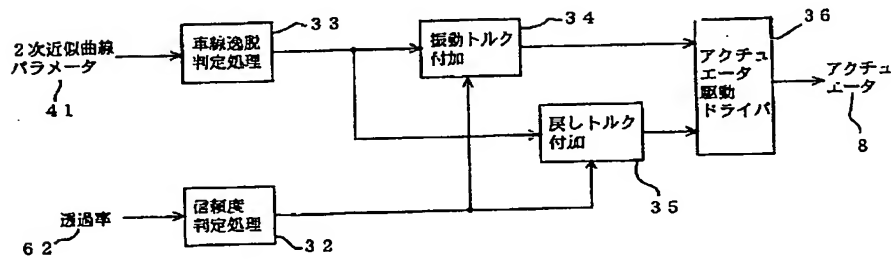 2次近似曲線
パラメータ
41
車線逸脱
判定処理
33
振動トルク
付加
34
戻しトルク
付加
35
アクチュ
エータ
駆動
ドライバ
36
アクチュ
エータ
8
透過率
62
信頼度
判定処理
32